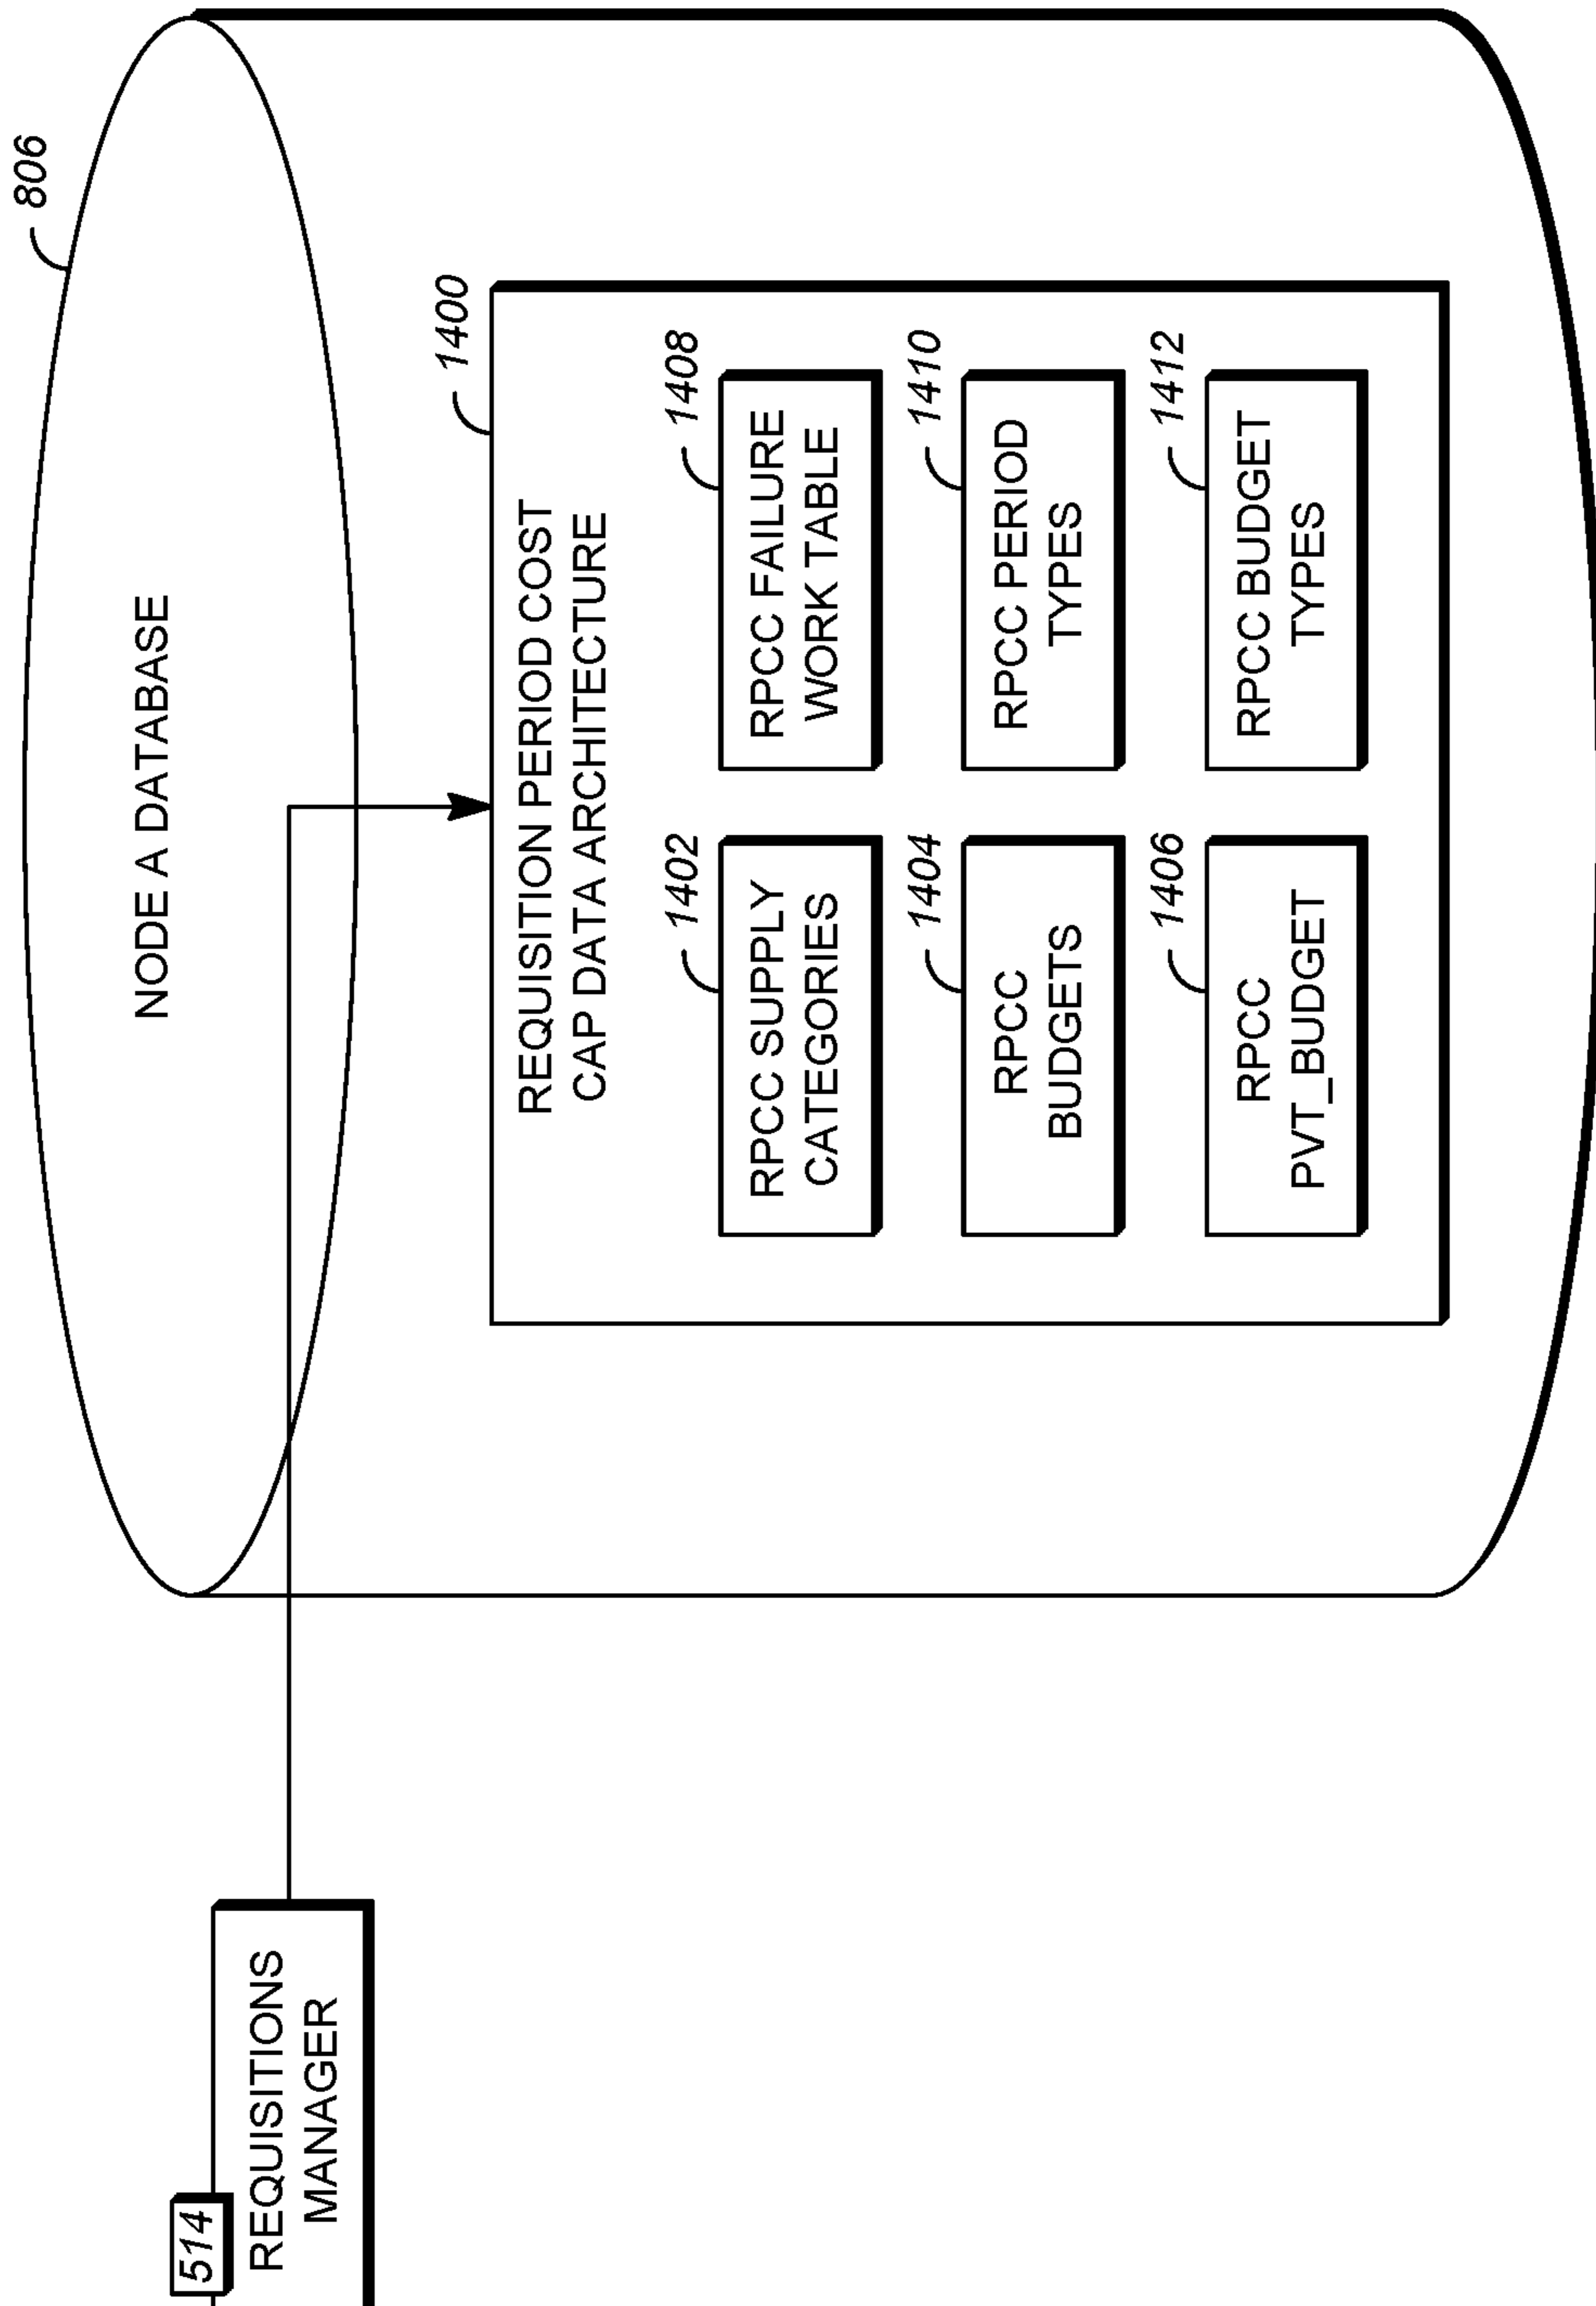 806
NODE A DATABASE
514
REQUISITIONS
MANAGER
1400
REQUISITION PERIOD COST
CAP DATA ARCHITECTURE
1402
RPCC SUPPLY
CATEGORIES
1408
RPCC FAILURE
WORK TABLE
1404
RPCC
BUDGETS
1410
RPCC PERIOD
TYPES
1406
RPCC
PVT_BUDGET
1412
RPCC BUDGET
TYPES